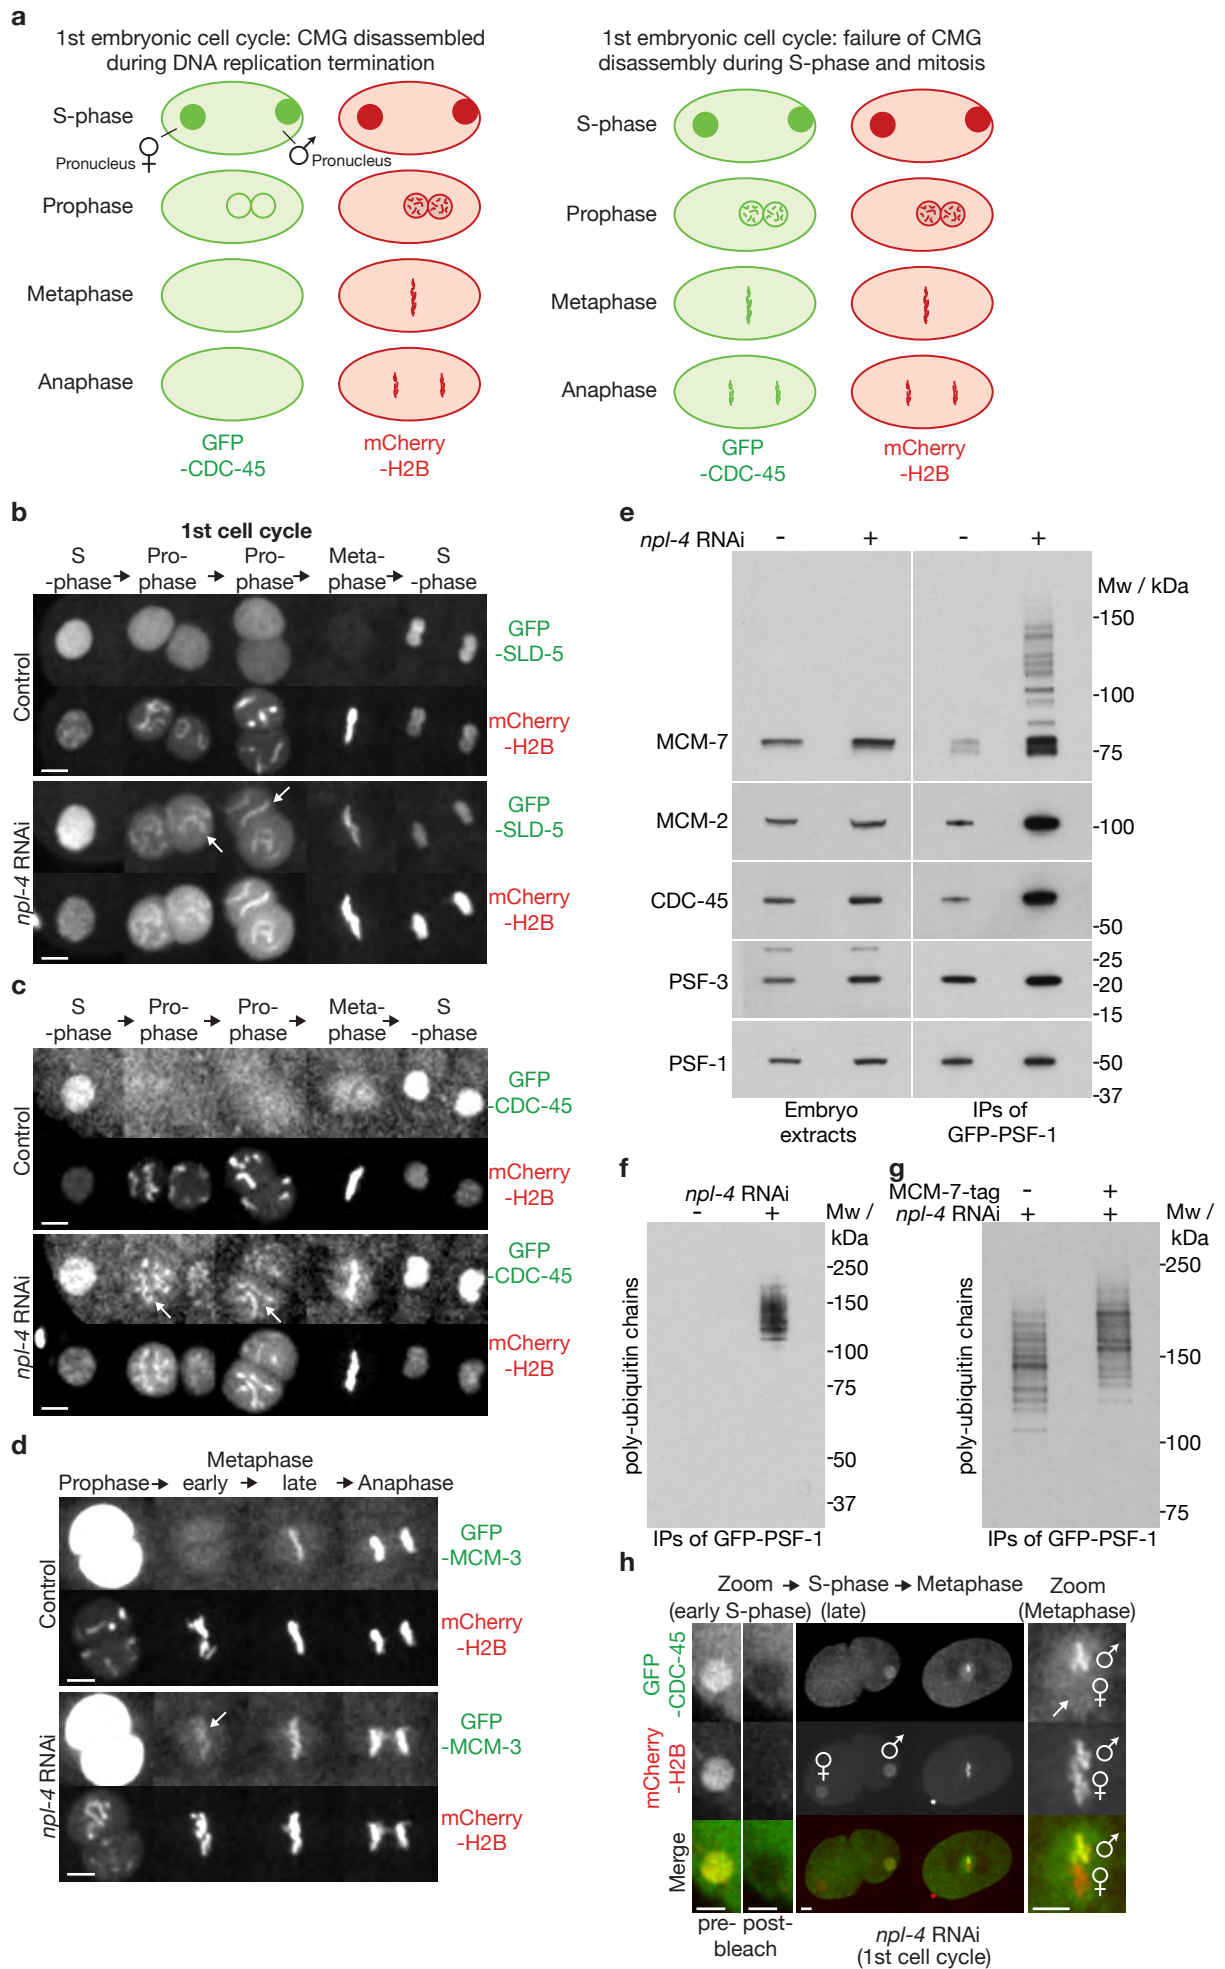 a
1st embryonic cell cycle: CMG disassembled
during DNA replication termination
S-phase
Pronucleus ♀
♂ Pronucleus
Prophase
Metaphase
Anaphase
GFP
-CDC-45
mCherry
-H2B
1st embryonic cell cycle: failure of CMG
disassembly during S-phase and mitosis
S-phase
Prophase
Metaphase
Anaphase
GFP
-CDC-45
mCherry
-H2B
b
1st cell cycle
S Pro- Pro- Meta- S
-phase phase phase phase -phase
Control
GFP
-SLD-5
mCherry
-H2B
npl-4 RNAi
GFP
-SLD-5
mCherry
-H2B
c
S Pro- Pro- Meta- S
-phase phase phase phase -phase
Control
GFP
-CDC-45
mCherry
-H2B
npl-4 RNAi
GFP
-CDC-45
mCherry
-H2B
d
Metaphase
Prophase early late Anaphase
Control
GFP
-MCM-3
mCherry
-H2B
npl-4 RNAi
GFP
-MCM-3
mCherry
-H2B
e
npl-4 RNAi - + - +
Mw / kDa
-150
-100
MCM-7
-75
MCM-2
-100
CDC-45
-50
-25
PSF-3
-20
-15
PSF-1
-50
-37
Embryo
extracts
IPs of
GFP-PSF-1
f
npl-4 RNAi
- +
Mw /
kDa
-250
-150
-100
-75
-50
-37
poly-ubiquitin chains
IPs of GFP-PSF-1
g
MCM-7-tag - +
npl-4 RNAi + +
Mw /
kDa
-250
-150
-100
-75
poly-ubiquitin chains
IPs of GFP-PSF-1
h
Zoom S-phase Metaphase Zoom
(early S-phase) (late) (Metaphase)
GFP
-CDC-45
♂
♀
mCherry
-H2B
♀ ♂
♂
♀
Merge
♂
♀
pre- post-
bleach
npl-4 RNAi
(1st cell cycle)